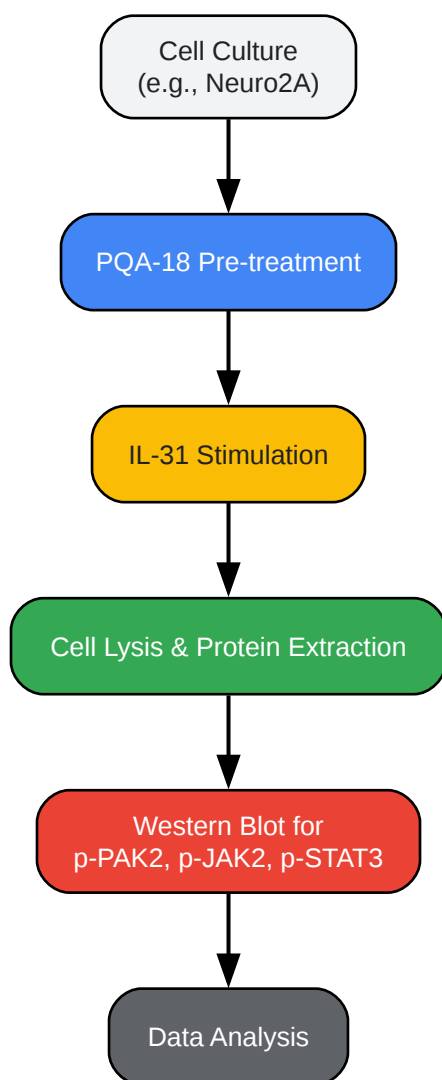 Cell Culture
(e.g., Neuro2A)
PQA-18 Pre-treatment
IL-31 Stimulation
Cell Lysis & Protein Extraction
Western Blot for
p-PAK2, p-JAK2, p-STAT3
Data Analysis